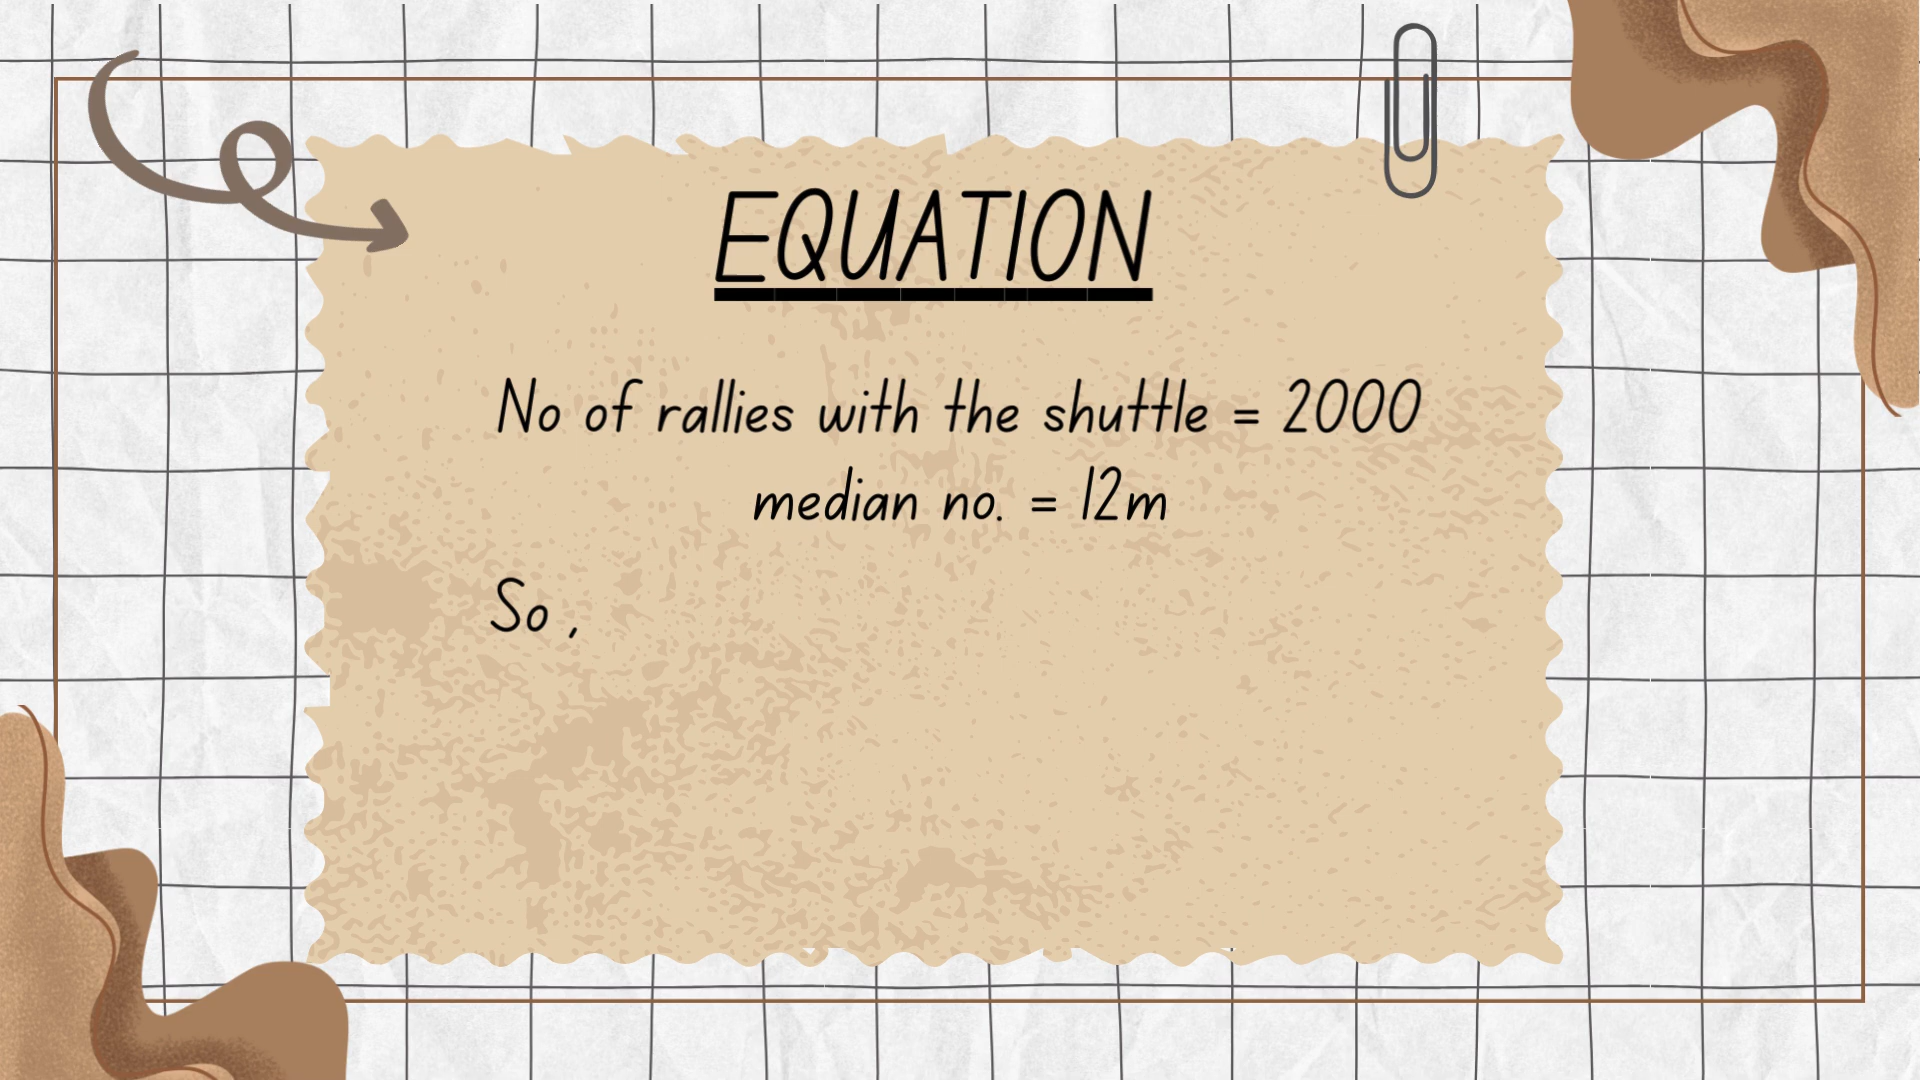 EQUATION
No of rallies with the shuttle = 2000
median no. = 12m
So ,